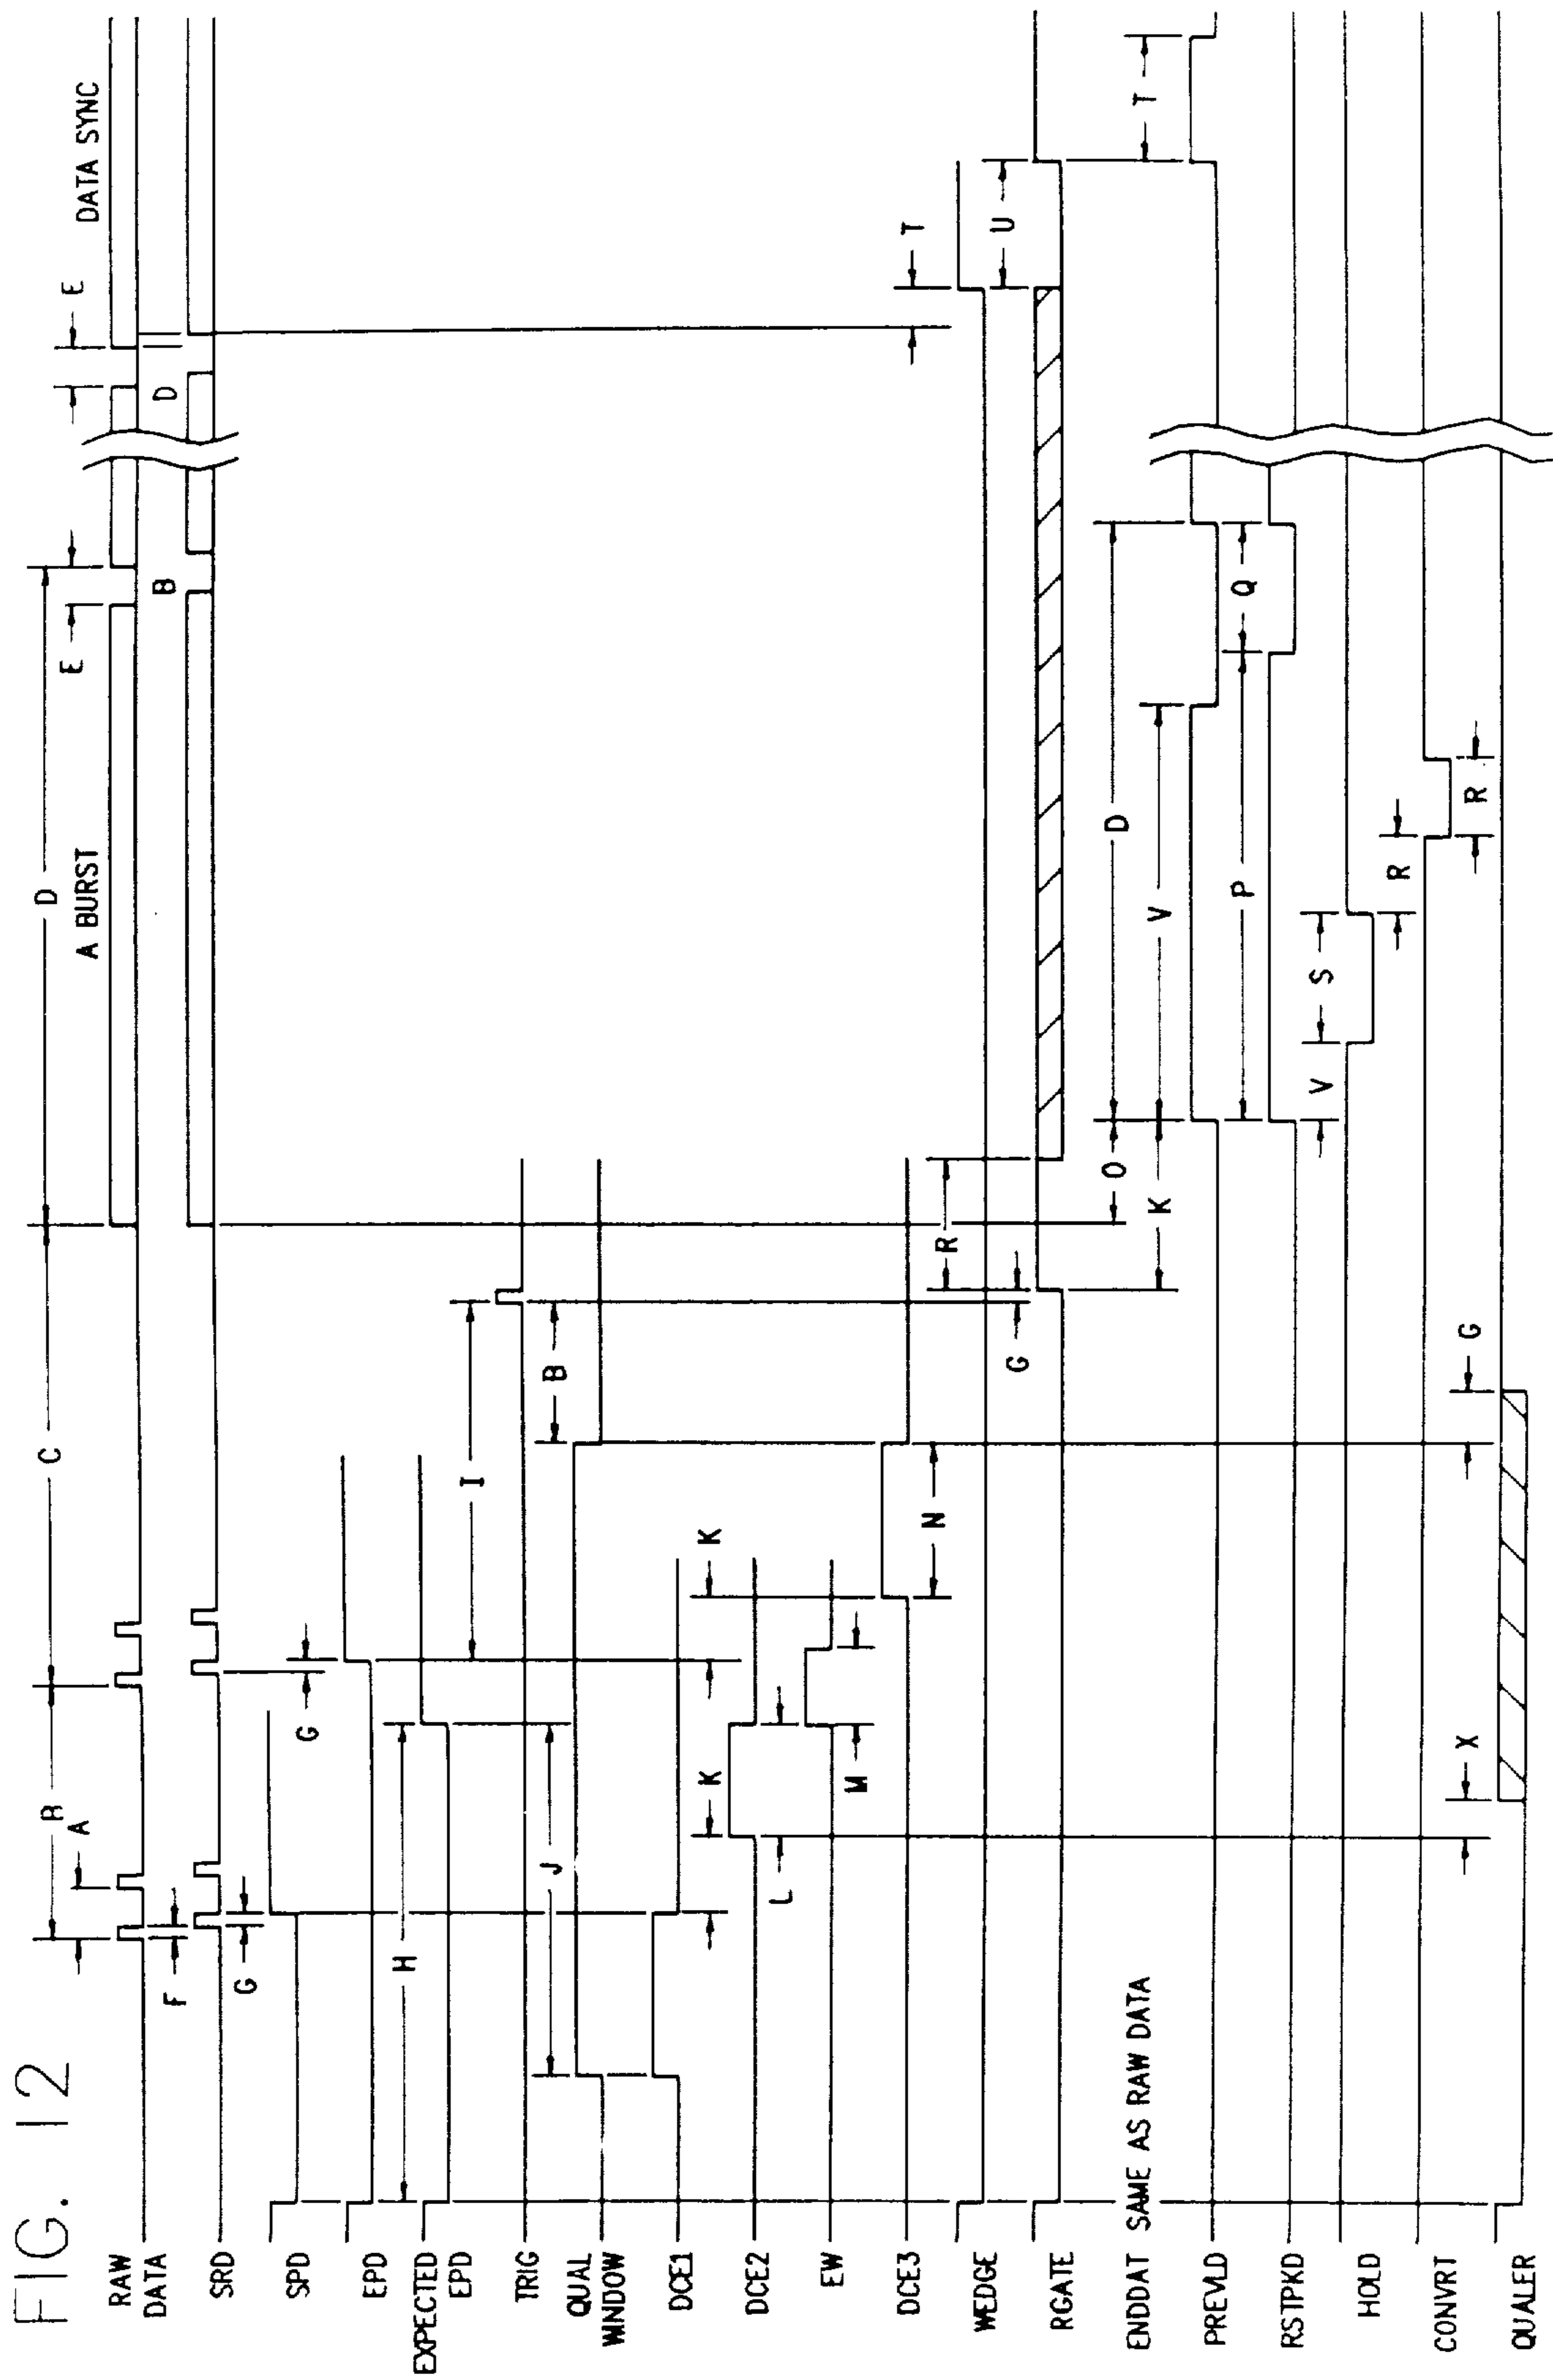 FIG. 12
RAW
DATA
SRD
SPD
EPD
EXPECTED
EPD
TRIG
QUAL
WINDOW
DCE1
DCE2
EW
DCE3
WEDGE
RGATE
ENDDAT SAME AS RAW DATA
PREVLD
RSTPKD
HOLD
CONVRT
QUALER
B
C
D
A
A BURST
E
E
DATA SYNC
F
B
D
G
G
H
I
J
B
K
K
L
M
N
T
R
G
U
O
D
T
K
V
P
Q
V
S
R
R
X
G